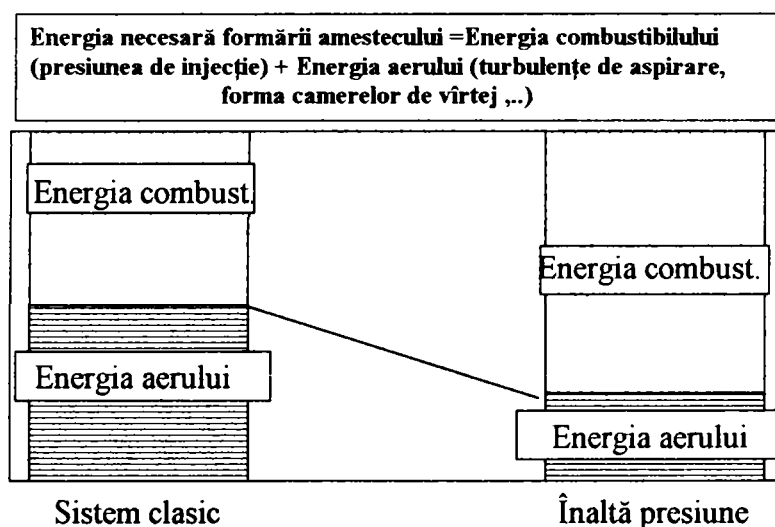 Energia necesară formării amestecului =Energia combustibilului
(presiunea de injecție) + Energia aerului (turbulențe de aspirare,
forma camerelor de vîrtej ,..)
Energia combust.
Energia combust.
Energia aerului
Energia aerului
Sistem clasic
Înaltă presiune